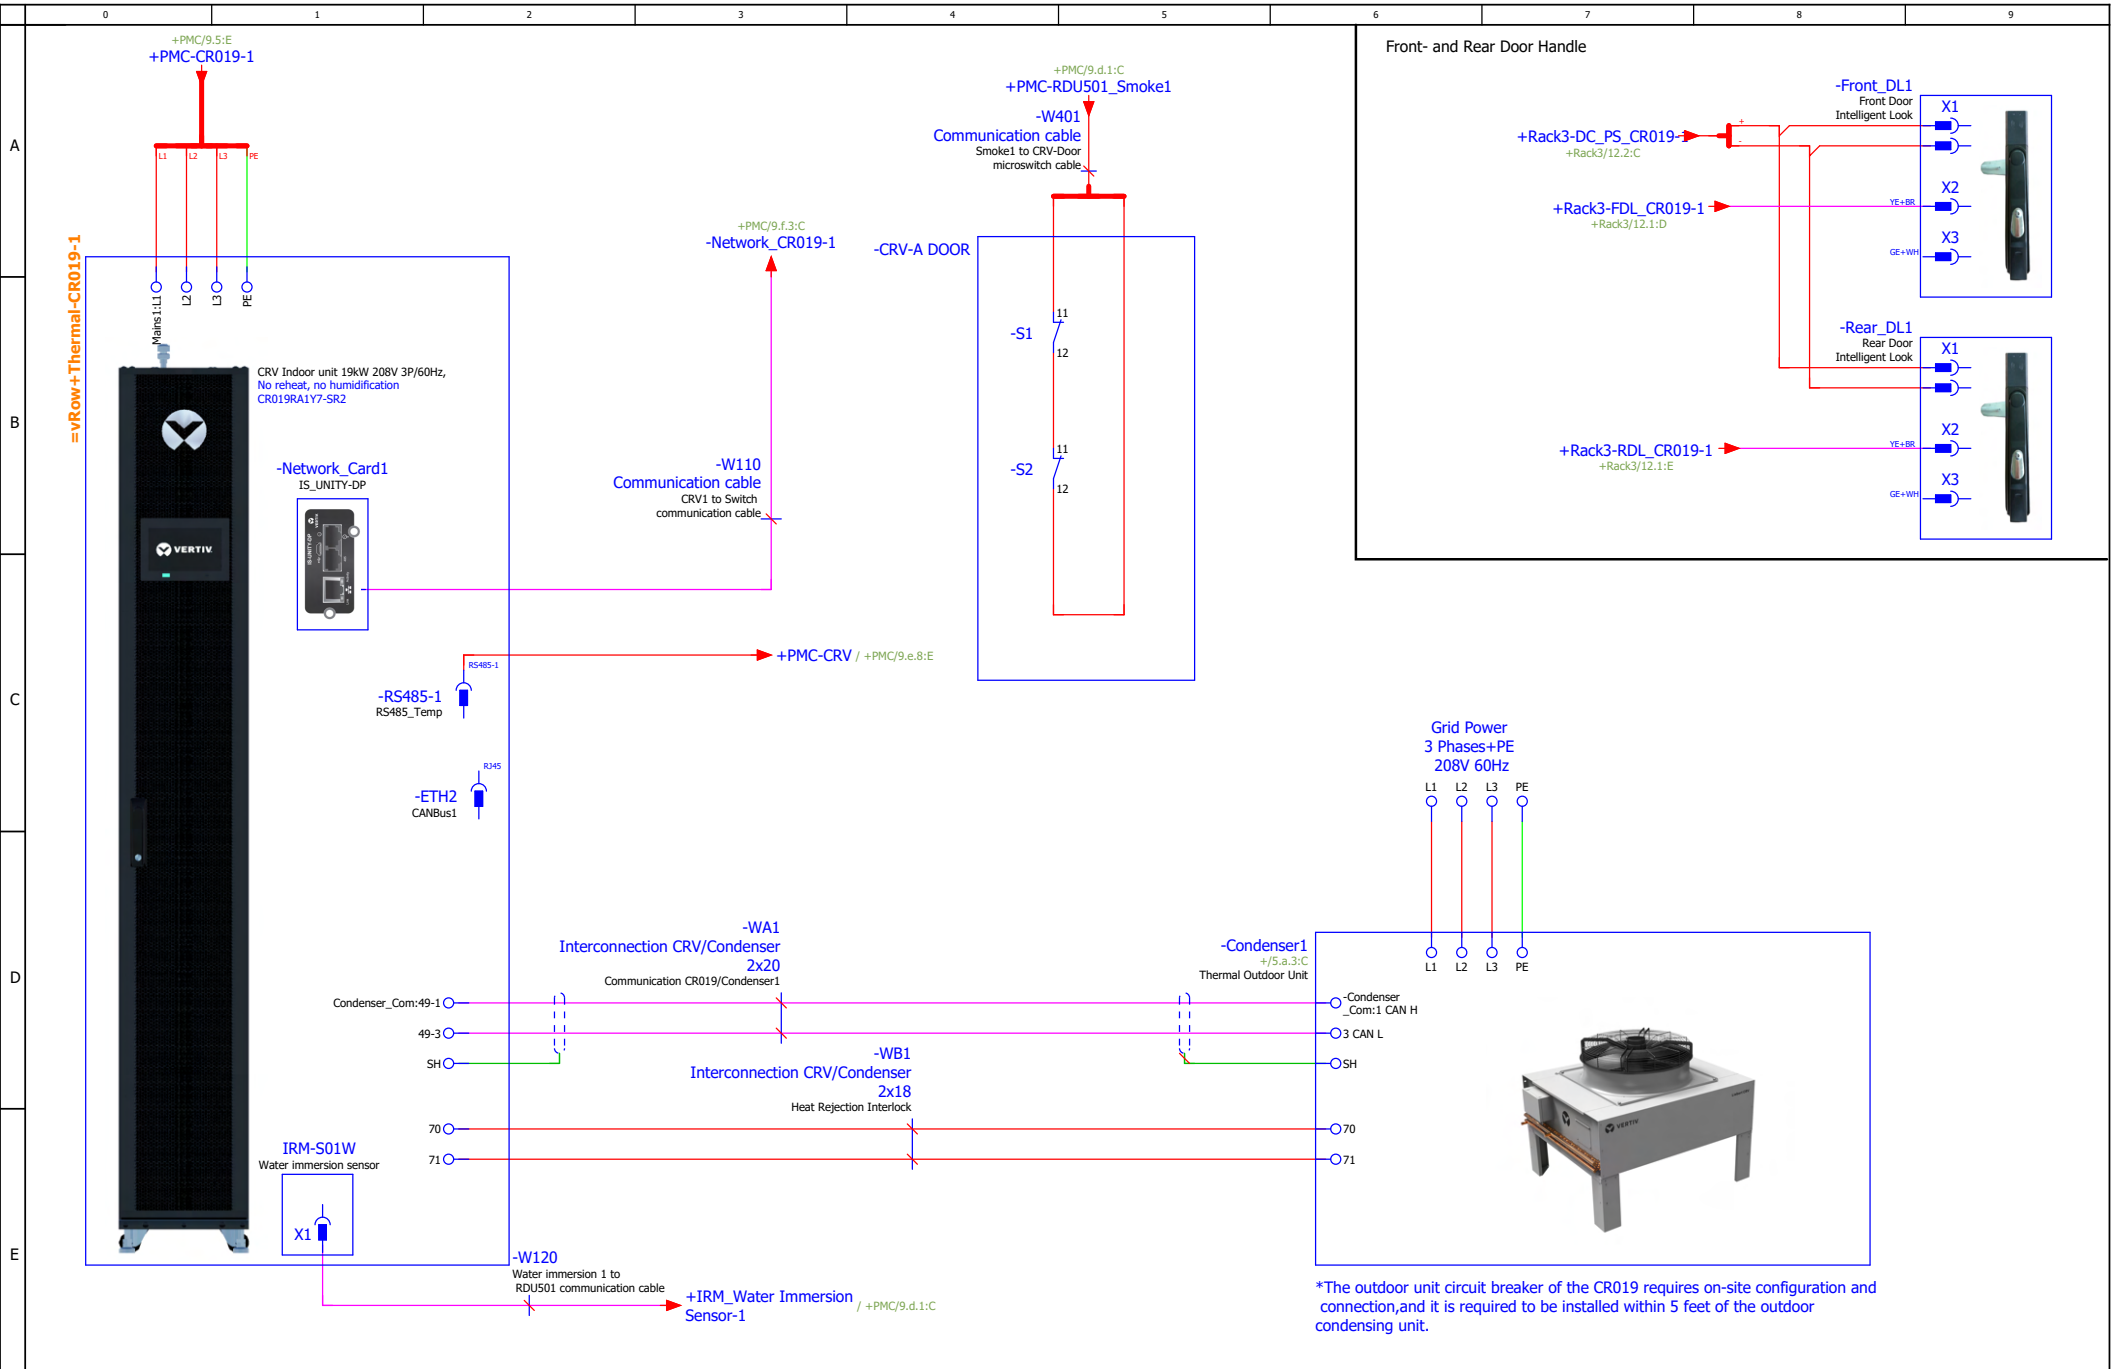 0 1 2 3 4 5 6 7 8 9
A
B
C
D
E
+PMC/9.5:E
+PMC-CR019-1
L1 L2 L3 PE
=vRow+Thermal-CR019-1
Mains1:L1 L2 L3 PE
CRV Indoor unit 19kW 208V 3P/60Hz,
No reheat, no humidification
CR019RA1Y7-SR2
VERTIV
-Network_Card1
IS_UNITY-DP
IS-UNITY-DP
VERTIV
+PMC/9.f.3:C
-Network_CR019-1
-W110
Communication cable
CRV1 to Switch
communication cable
RS485-1
-RS485-1
RS485_Temp
+PMC-CRV / +PMC/9.e.8:E
RJ45
-ETH2
CANBus1
+PMC/9.d.1:C
+PMC-RDU501_Smoke1
-W401
Communication cable
Smoke1 to CRV-Door
microswitch cable
-CRV-A DOOR
-S1
11
12
-S2
11
12
Front- and Rear Door Handle
+Rack3-DC_PS_CR019-1
+Rack3/12.2:C
+
-
+Rack3-FDL_CR019-1
+Rack3/12.1:D
-Front_DL1
Front Door
Intelligent Look
X1
X2
YE+BR
X3
GE+WH
+Rack3-RDL_CR019-1
+Rack3/12.1:E
-Rear_DL1
Rear Door
Intelligent Look
X1
X2
YE+BR
X3
GE+WH
Grid Power
3 Phases+PE
208V 60Hz
L1 L2 L3 PE
L1 L2 L3 PE
-Condenser1
+/5.a.3:C
Thermal Outdoor Unit
-WA1
Interconnection CRV/Condenser
2x20
Communication CR019/Condenser1
Condenser_Com:49-1
49-3
SH
-Condenser
_Com:1 CAN H
3 CAN L
SH
-WB1
Interconnection CRV/Condenser
2x18
Heat Rejection Interlock
70
71
70
71
VERTIV
IRM-S01W
Water immersion sensor
X1
-W120
Water immersion 1 to
RDU501 communication cable
+IRM_Water Immersion
Sensor-1
/ +PMC/9.d.1:C
*The outdoor unit circuit breaker of the CR019 requires on-site configuration and
connection,and it is required to be installed within 5 feet of the outdoor
condensing unit.